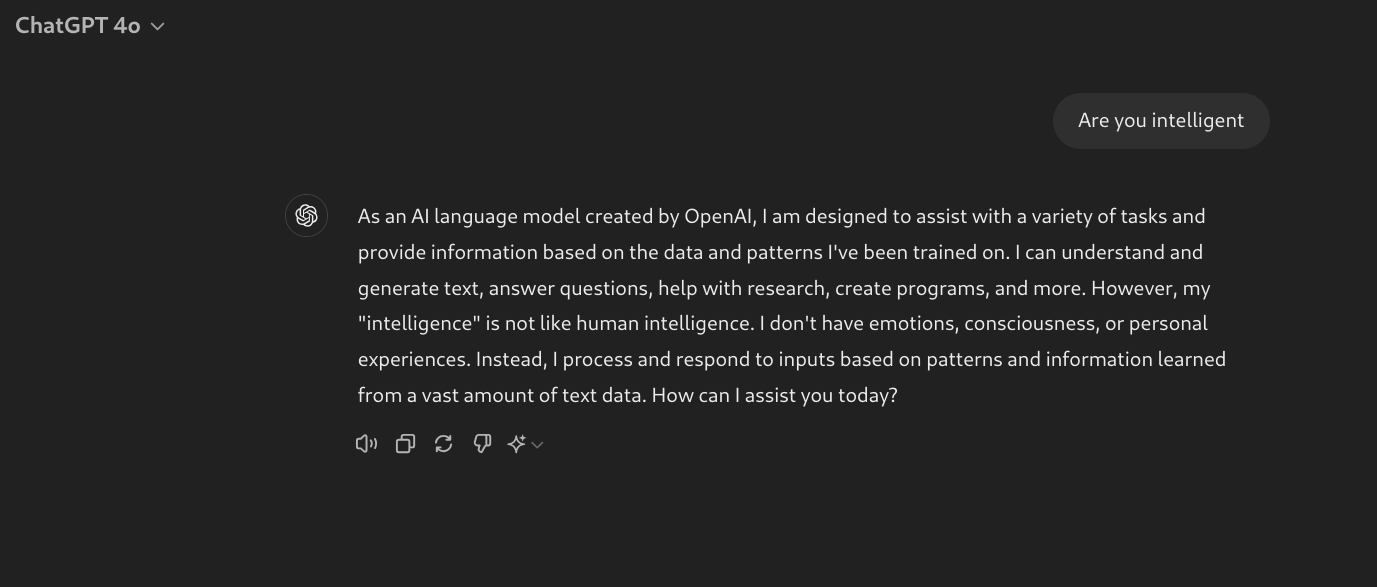 ChatGPT 4o
Are you intelligent
As an AI language model created by OpenAI, I am designed to assist with a variety of tasks and
provide information based on the data and patterns I've been trained on. I can understand and
generate text, answer questions, help with research, create programs, and more. However, my
"intelligence" is not like human intelligence. I don't have emotions, consciousness, or personal
experiences. Instead, I process and respond to inputs based on patterns and information learned
from a vast amount of text data. How can I assist you today?